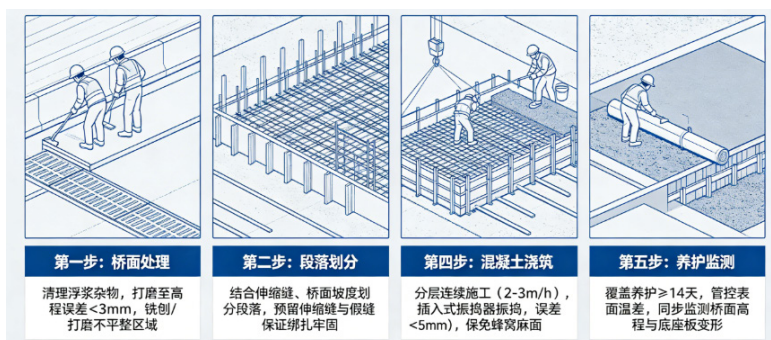 第一步：桥面处理
清理浮浆杂物，打磨至高
程误差<3mm，铣刨/
打磨不平整区域
第二步：段落划分
结合伸缩缝、桥面坡度划
分段落，预留伸缩缝与假缝
保证绑扎牢固
第四步：混凝土浇筑
分层连续施工（2-3m/h），
插入式振捣器振捣，误差
<5mm），保免蜂窝麻面
第五步：养护监测
覆盖养护≥14天，管控表
面温差，同步监测桥面高
程与底座板变形